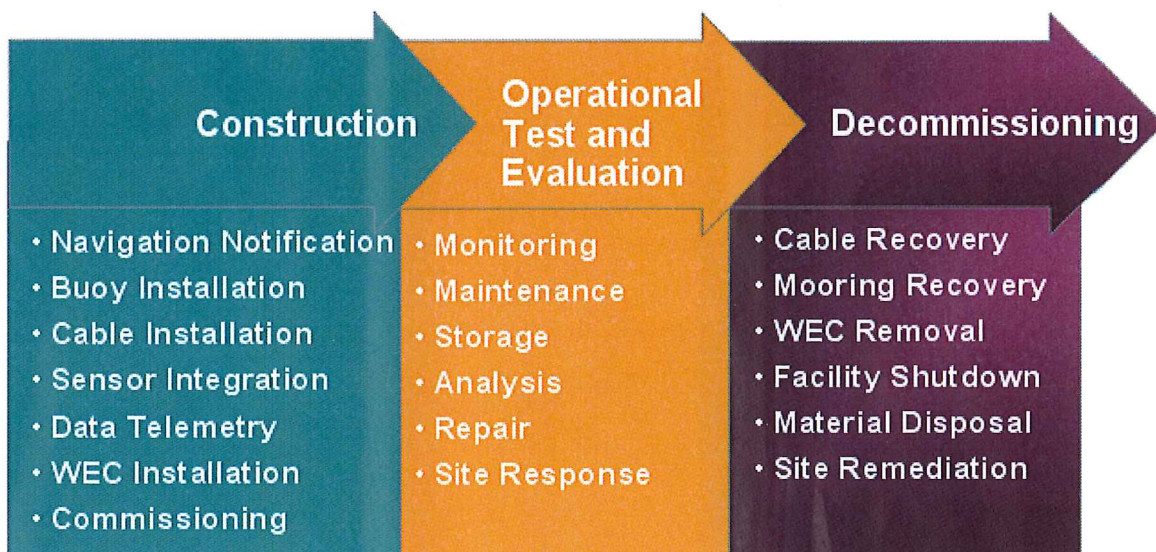 Construction
Operational
Test and
Evaluation
Decommissioning
• Navigation Notification
• Buoy Installation
• Cable Installation
• Sensor Integration
• Data Telemetry
• WEC Installation
• Commissioning
• Monitoring
• Maintenance
• Storage
• Analysis
• Repair
• Site Response
• Cable Recovery
• Mooring Recovery
• WEC Removal
• Facility Shutdown
• Material Disposal
• Site Remediation